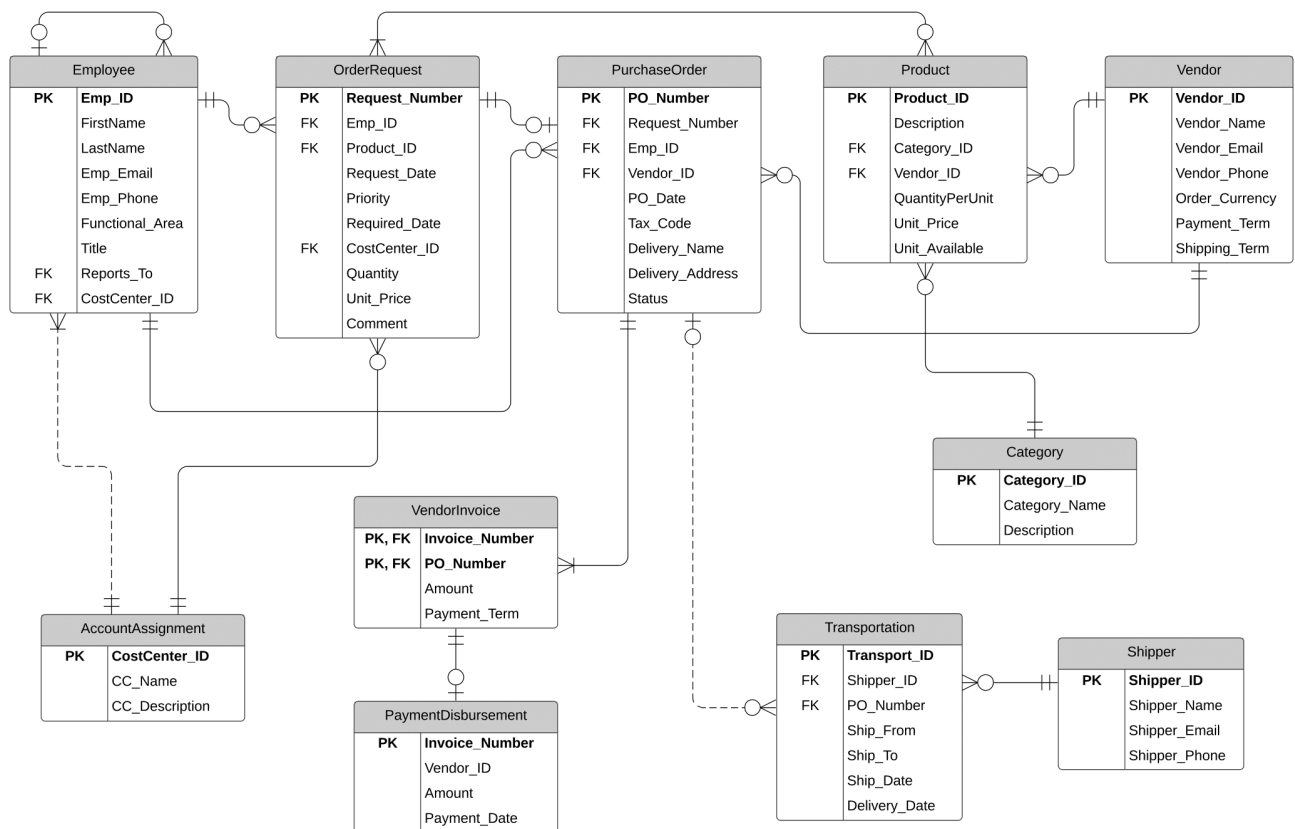 Employee
PK Emp_ID
FirstName
LastName
Emp_Email
Emp_Phone
Functional_Area
Title
FK Reports_To
FK CostCenter_ID
OrderRequest
PK Request_Number
FK Emp_ID
FK Product_ID
Request_Date
Priority
Required_Date
FK CostCenter_ID
Quantity
Unit_Price
Comment
PurchaseOrder
PK PO_Number
FK Request_Number
FK Emp_ID
FK Vendor_ID
PO_Date
Tax_Code
Delivery_Name
Delivery_Address
Status
Product
PK Product_ID
Description
FK Category_ID
FK Vendor_ID
QuantityPerUnit
Unit_Price
Unit_Available
Vendor
PK Vendor_ID
Vendor_Name
Vendor_Email
Vendor_Phone
Order_Currency
Payment_Term
Shipping_Term
Category
PK Category_ID
Category_Name
Description
VendorInvoice
PK, FK Invoice_Number
PK, FK PO_Number
Amount
Payment_Term
AccountAssignment
PK CostCenter_ID
CC_Name
CC_Description
PaymentDisbursement
PK Invoice_Number
Vendor_ID
Amount
Payment_Date
Transportation
PK Transport_ID
FK Shipper_ID
FK PO_Number
Ship_From
Ship_To
Ship_Date
Delivery_Date
Shipper
PK Shipper_ID
Shipper_Name
Shipper_Email
Shipper_Phone